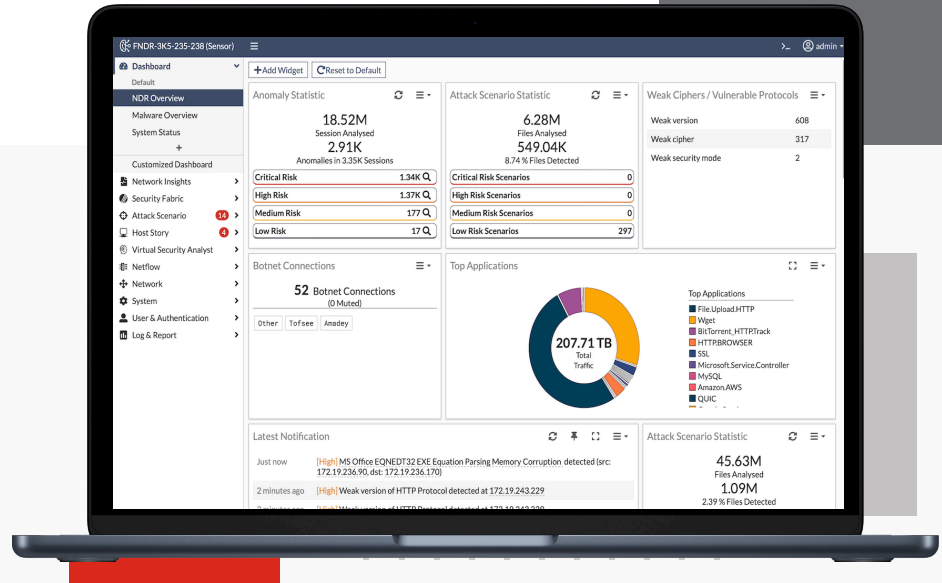 FNDR-3K5-235-238 (Sensor)
>_ admin
Dashboard
Default
NDR Overview
Malware Overview
System Status
+
Customized Dashboard
Network Insights
Security Fabric
Attack Scenario 14
Host Story 4
Virtual Security Analyst
Netflow
Network
System
User & Authentication
Log & Report
+Add Widget
Reset to Default
Anomaly Statistic
18.52M
Session Analysed
2.91K
Anomalies in 3.35K Sessions
Critical Risk 1.34K
High Risk 1.37K
Medium Risk 177
Low Risk 17
Attack Scenario Statistic
6.28M
Files Analysed
549.04K
8.74 % Files Detected
Critical Risk Scenarios 0
High Risk Scenarios 0
Medium Risk Scenarios 0
Low Risk Scenarios 297
Weak Ciphers / Vulnerable Protocols
Weak version 608
Weak cipher 317
Weak security mode 2
Botnet Connections
52 Botnet Connections
(0 Muted)
Other Tofsee Amadey
Top Applications
207.71 TB
Total
Traffic
Top Applications
File.Upload.HTTP
Wget
BitTorrent_HTTP.Track
HTTP.BROWSER
SSL
Microsoft.Service.Controller
MySQL
Amazon.AWS
QUIC
Latest Notification
Just now [High] MS Office EQNEDT32 EXE Equation Parsing Memory Corruption detected (src:
172.19.236.90, dst: 172.19.236.170)
2 minutes ago [High] Weak version of HTTP Protocol detected at 172.19.243.229
Attack Scenario Statistic
45.63M
Files Analysed
1.09M
2.39 % Files Detected